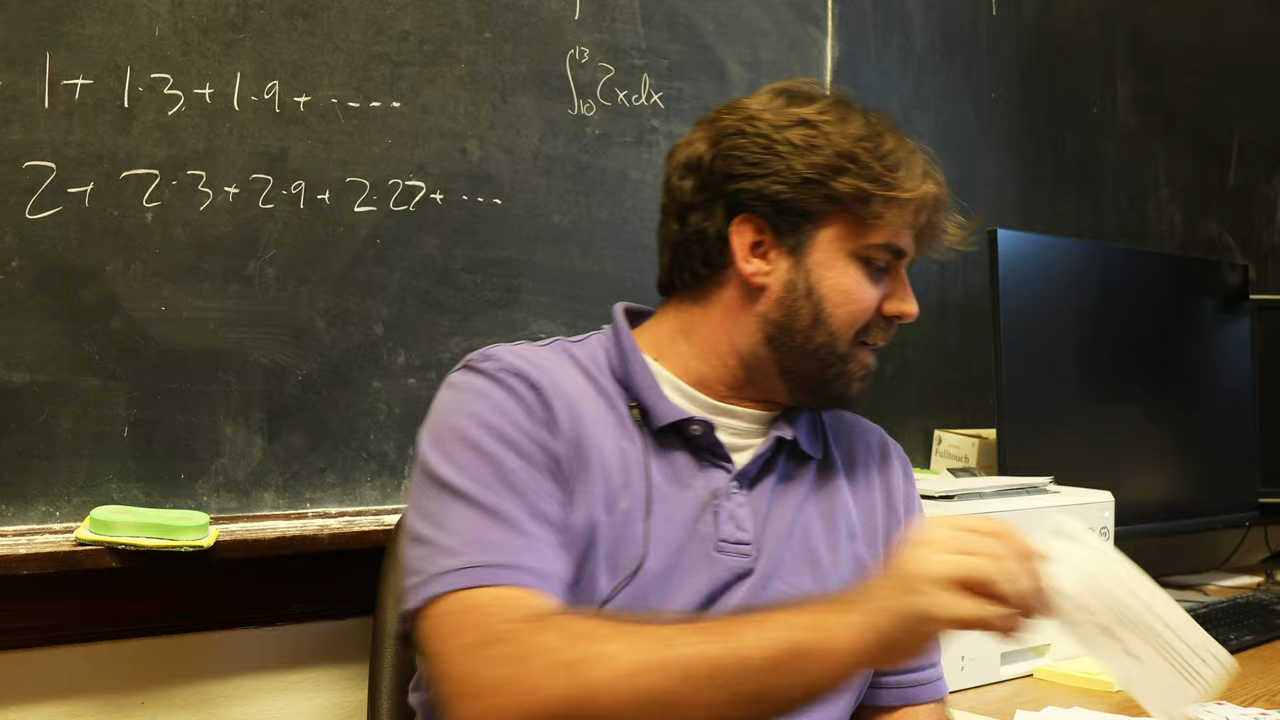 1 + 1·3 + 1·9 + ·----
2 + 2·3 + 2·9 + 2·27 + ...
∫₁₀¹³ 2x dx
Fulltouch